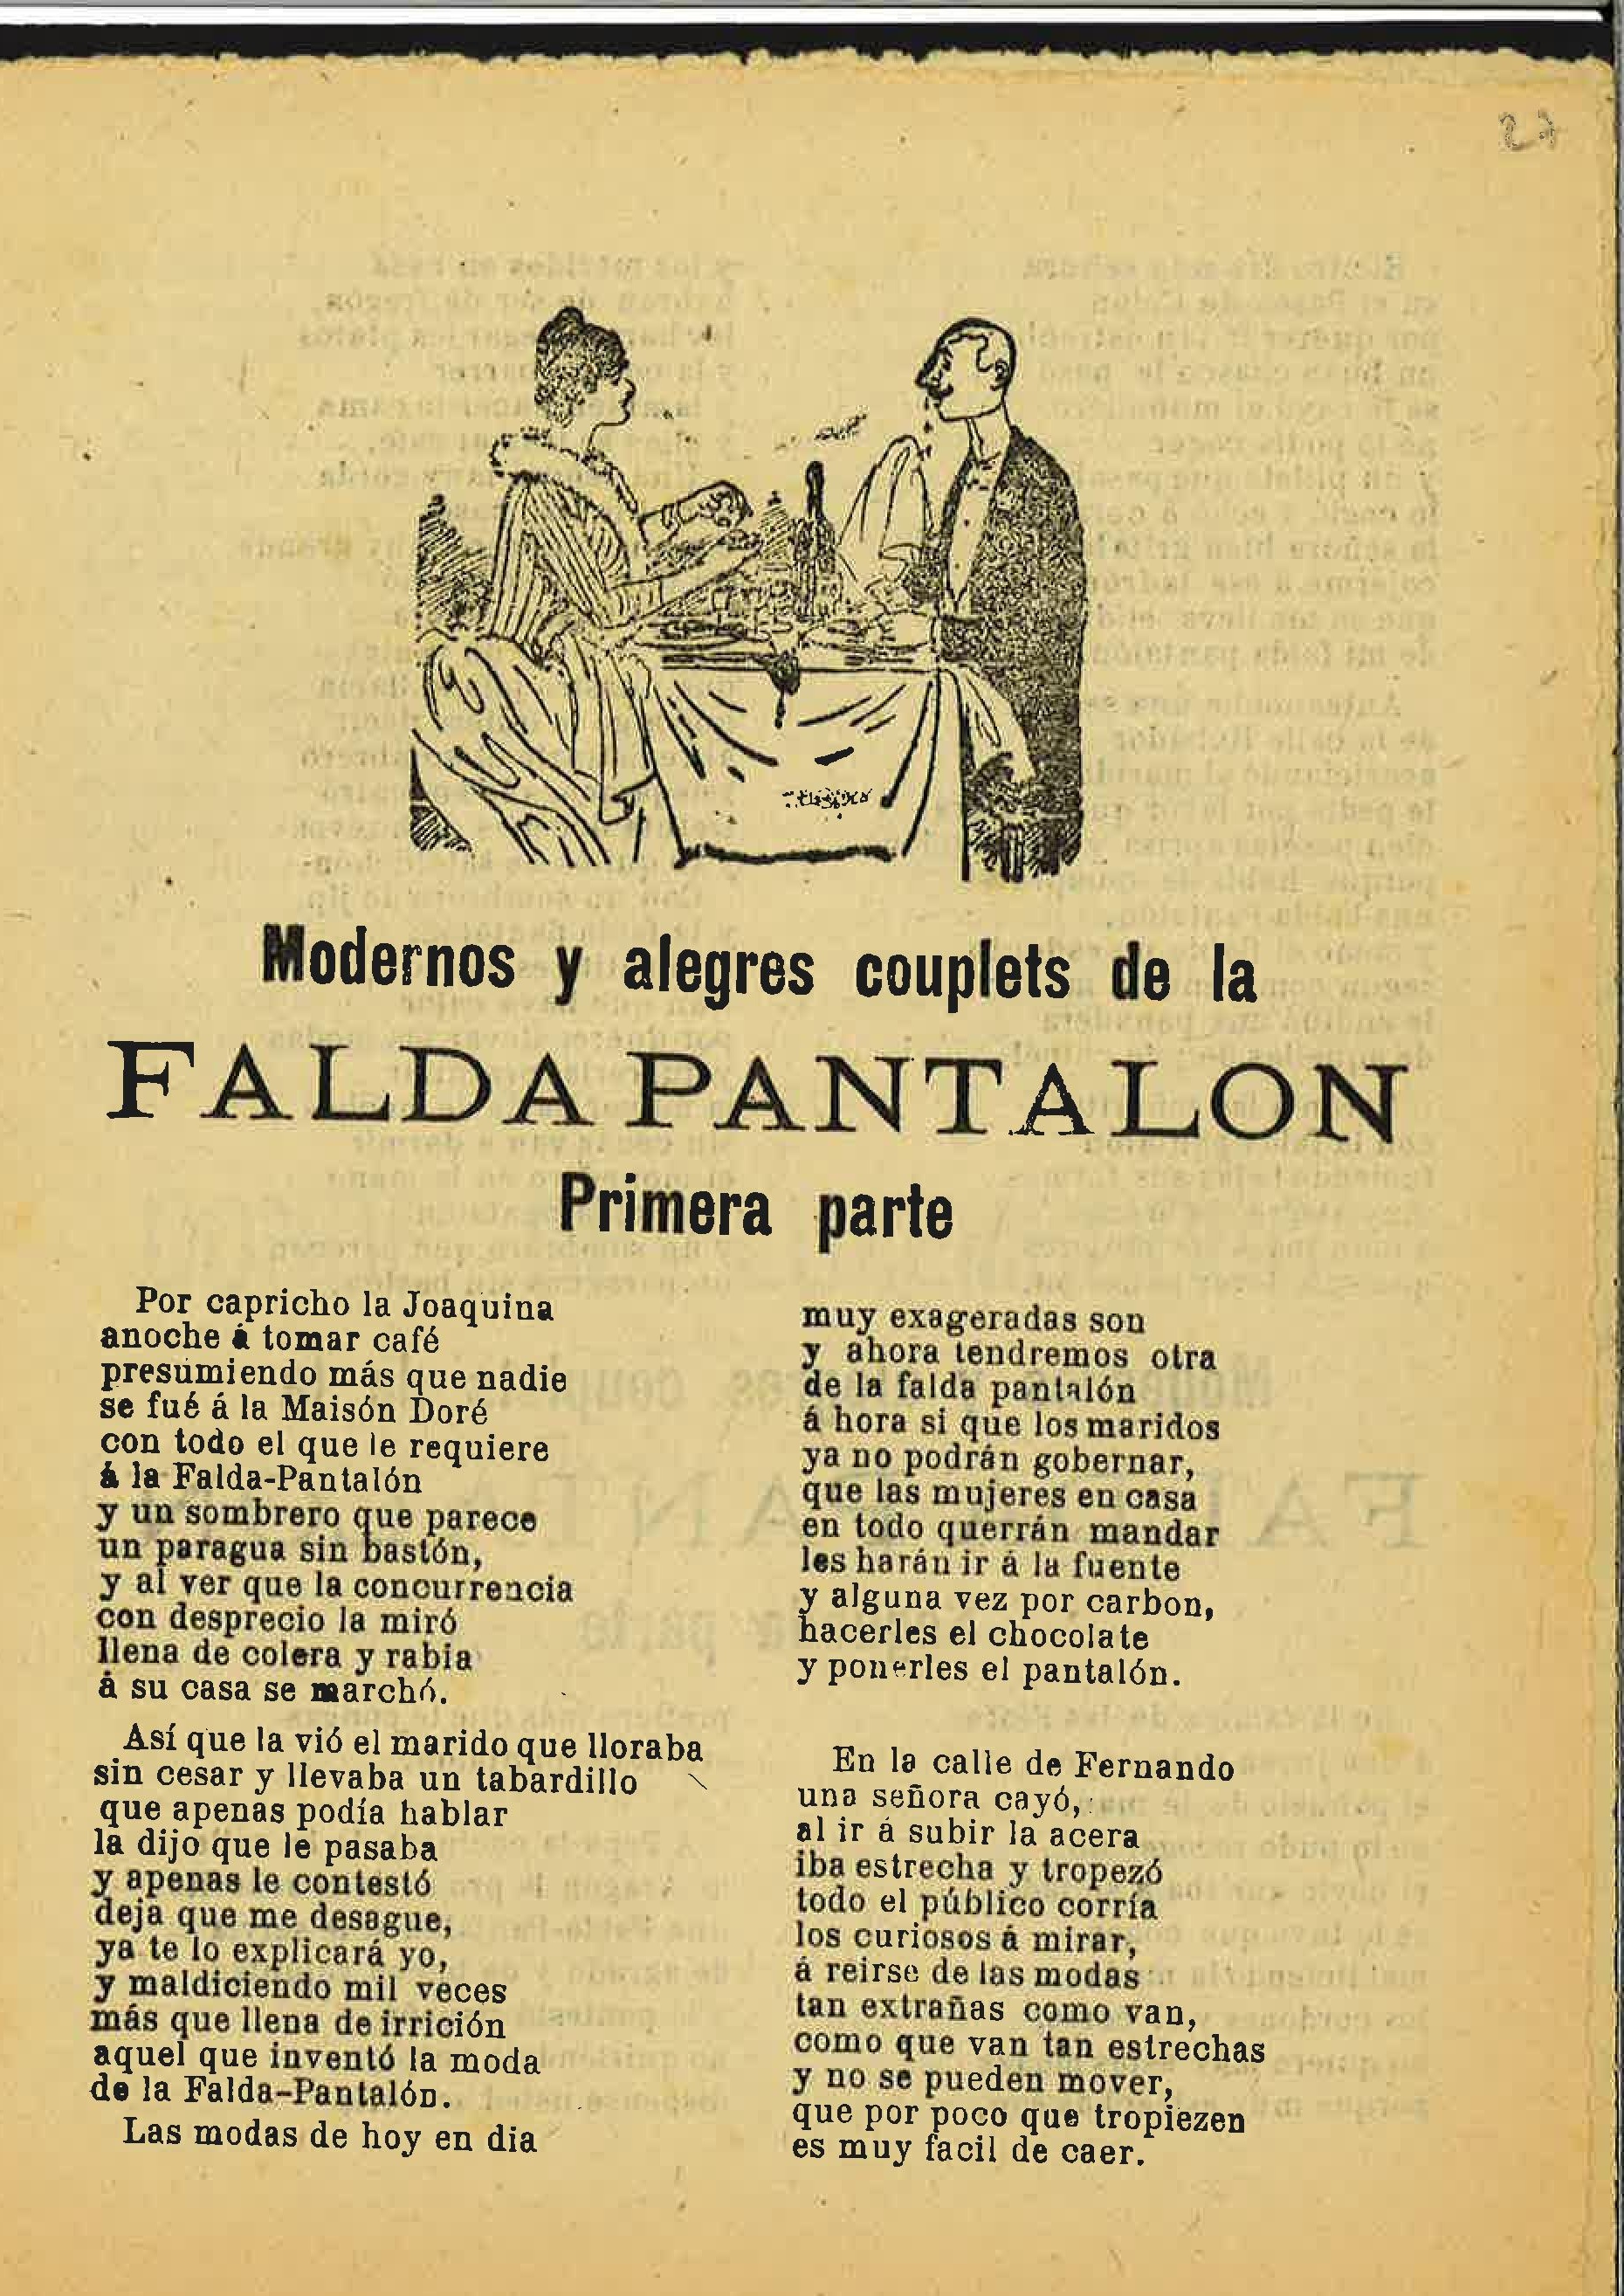 27
Modernos y alegres couplets de la
FALDA PANTALON
Primera parte
Por capricho la Joaquina
anoche á tomar café
presumiendo más que nadie
se fué á la Maisón Doré
con todo el que le requiere
á la Falda-Pantalón
y un sombrero que parece
un paragua sin bastón,
y al ver que la concurrencia
con desprecio la miró
llena de colera y rabia
á su casa se marchó.
Así que la vió el marido que lloraba
sin cesar y llevaba un tabardillo
que apenas podía hablar
la dijo que le pasaba
y apenas le contestó
deja que me desague,
ya te lo explicará yo,
y maldiciendo mil veces
más que llena de irrición
aquel que inventó la moda
de la Falda-Pantalón.
Las modas de hoy en dia
muy exageradas son
y ahora tendremos otra
de la falda pantalón
á hora si que los maridos
ya no podrán gobernar,
que las mujeres en casa
en todo querrán mandar
les harán ir á la fuente
y alguna vez por carbon,
hacerles el chocolate
y ponerles el pantalón.
En la calle de Fernando
una señora cayó,
al ir á subir la acera
iba estrecha y tropezó
todo el público corría
los curiosos á mirar,
á reirse de las modas
tan extrañas como van,
como que van tan estrechas
y no se pueden mover,
que por poco que tropiezen
es muy facil de caer.